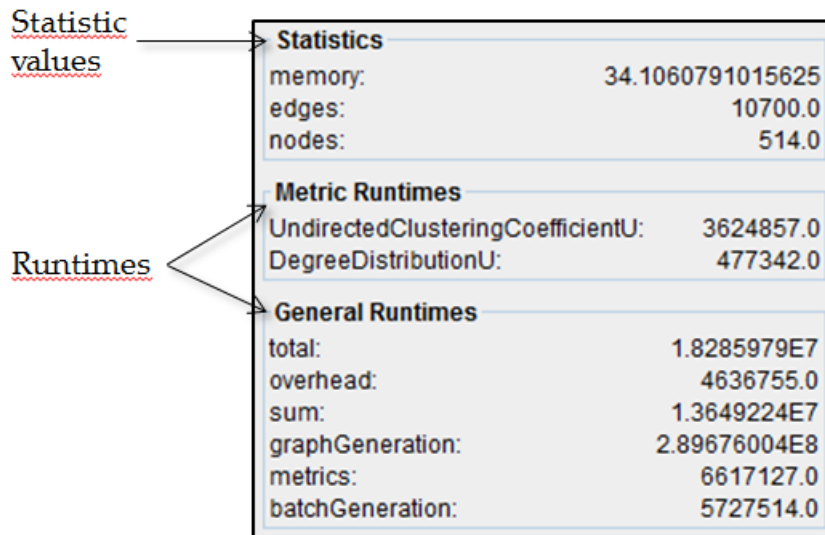 Statistic
values
Statistics
memory: 34.1060791015625
edges: 10700.0
nodes: 514.0
Runtimes
Metric Runtimes
UndirectedClusteringCoefficientU: 3624857.0
DegreeDistributionU: 477342.0
General Runtimes
total: 1.8285979E7
overhead: 4636755.0
sum: 1.3649224E7
graphGeneration: 2.89676004E8
metrics: 6617127.0
batchGeneration: 5727514.0